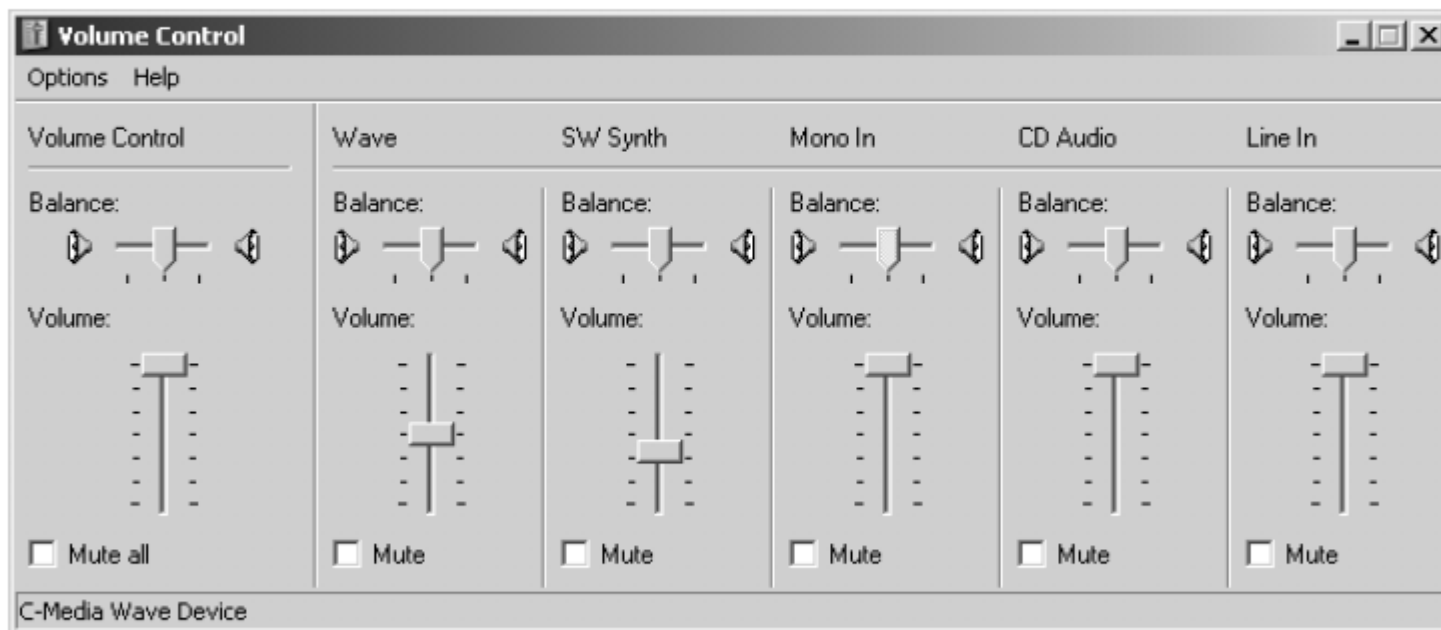 Volume Control
Options Help
Volume Control Wave SW Synth Mono In CD Audio Line In
Balance: Balance: Balance: Balance: Balance: Balance:
Volume: Volume: Volume: Volume: Volume: Volume:
Mute all Mute Mute Mute Mute Mute
C-Media Wave Device